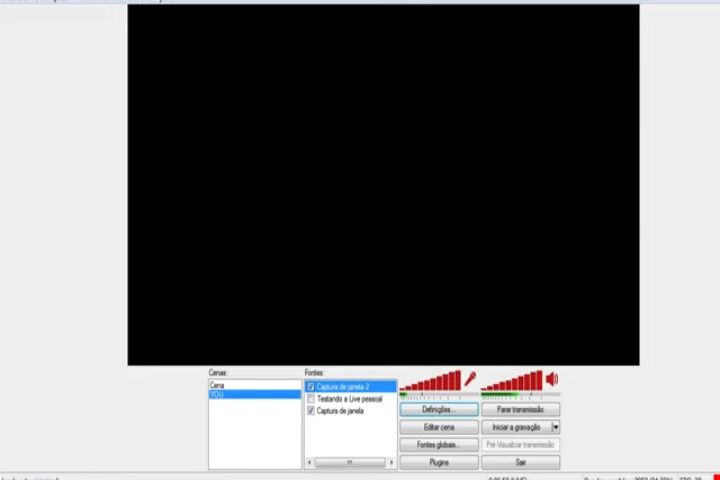 Cenas:
Fontes:
Cena
YOU
Captura de janela 2
Testando a Live pessoal
Captura de janela
Definições...
Parar transmissão
Editar cena
Iniciar a gravação
Fontes globais...
Pré-Visualizar transmissão
Plugins
Sair